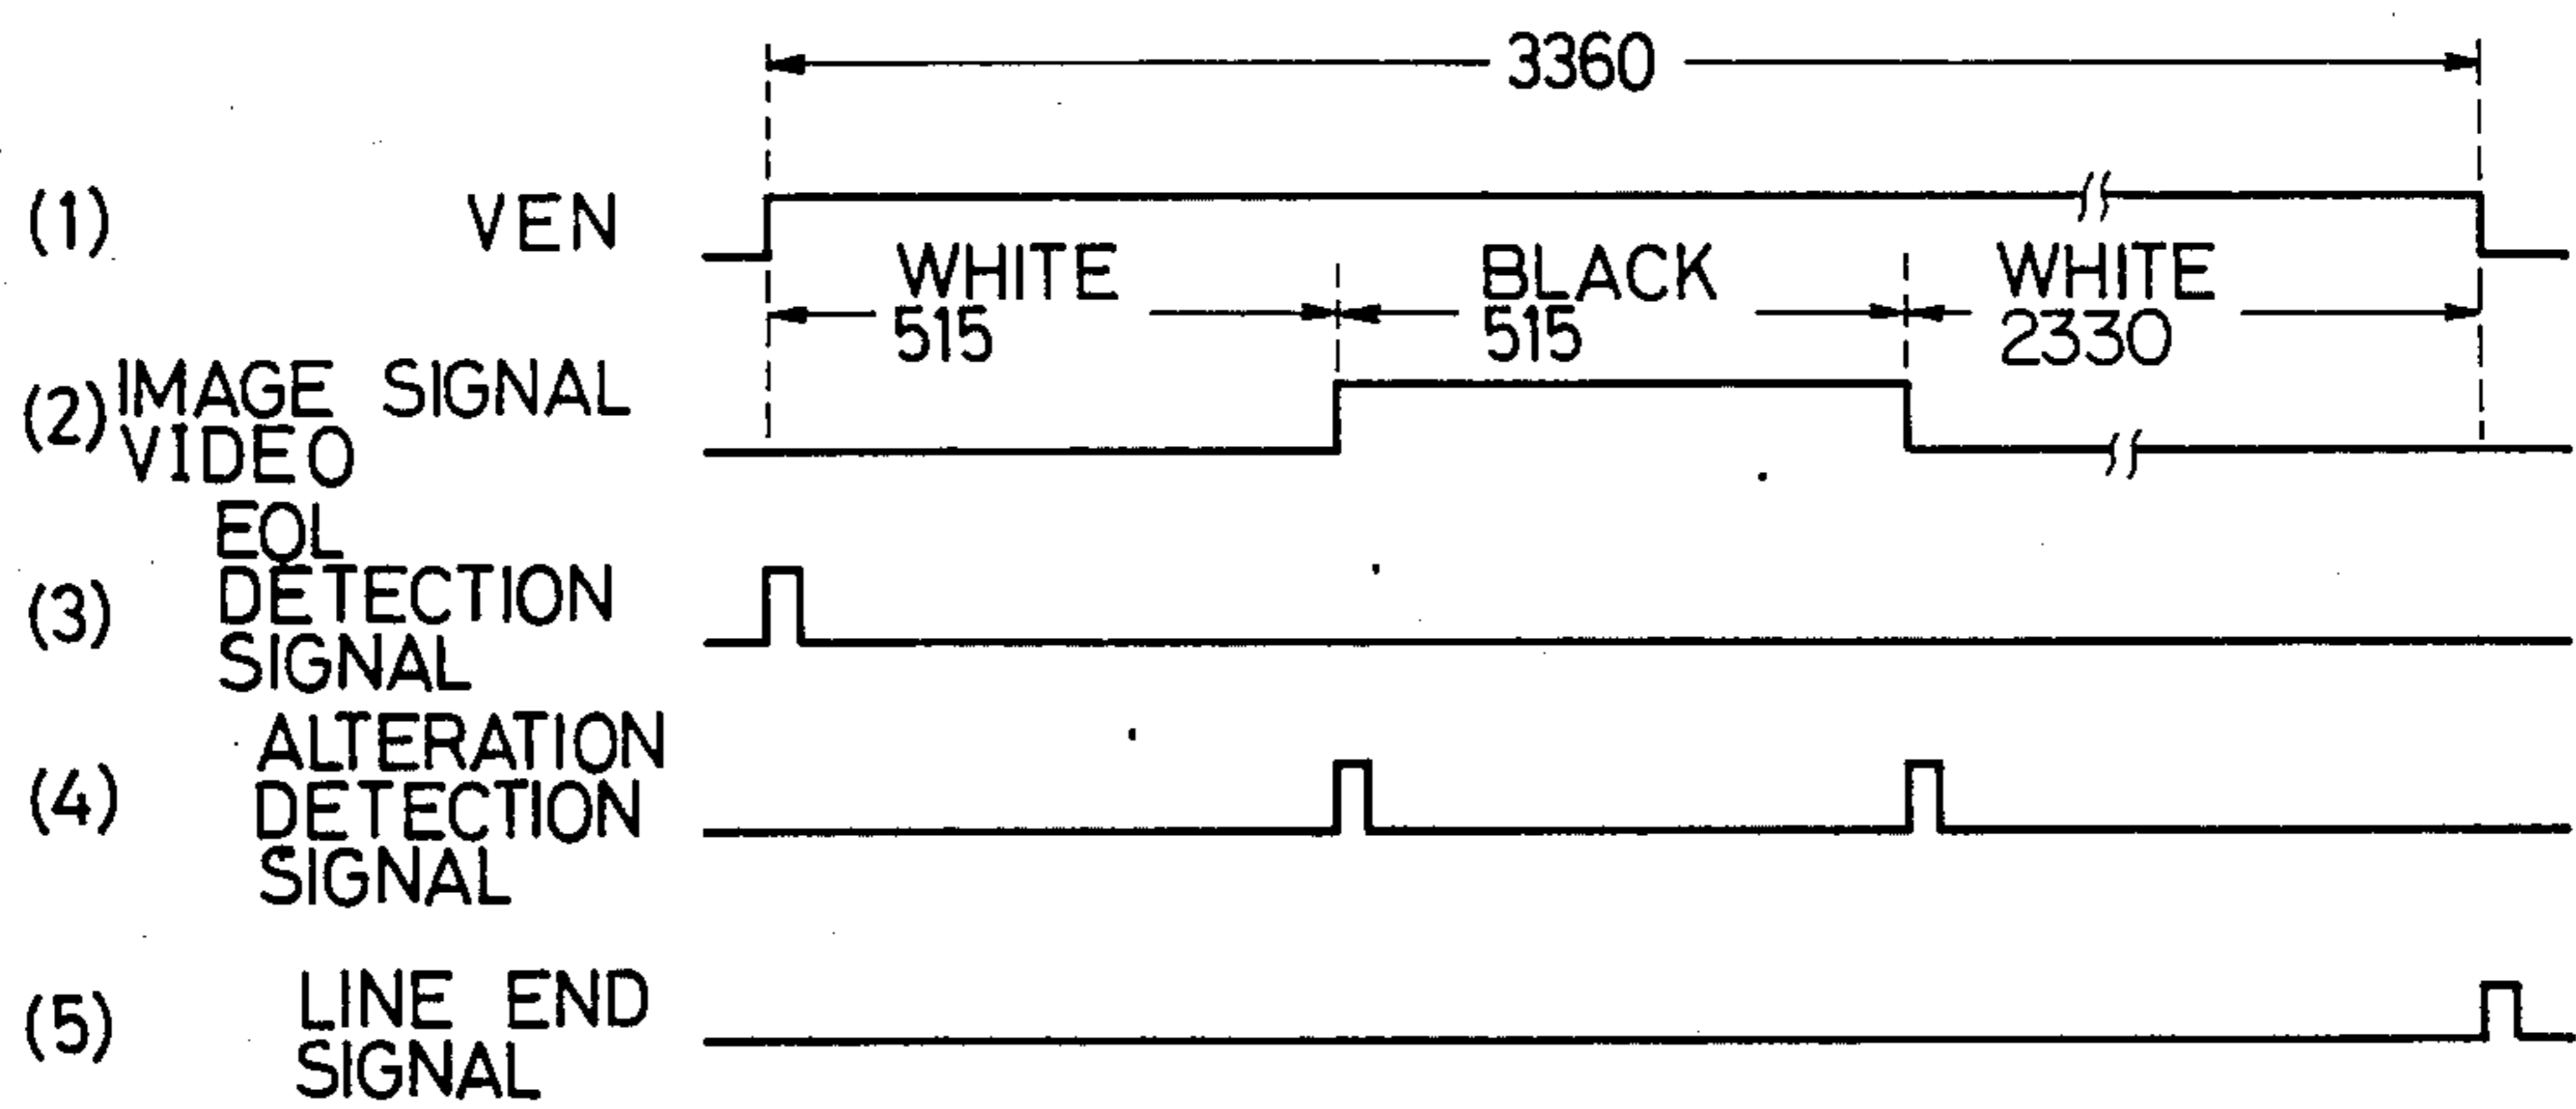 3360
(1) VEN
WHITE BLACK WHITE
515 515 2330
(2) IMAGE SIGNAL
VIDEO
EOL
(3) DETECTION
SIGNAL
ALTERATION
(4) DETECTION
SIGNAL
(5) LINE END
SIGNAL